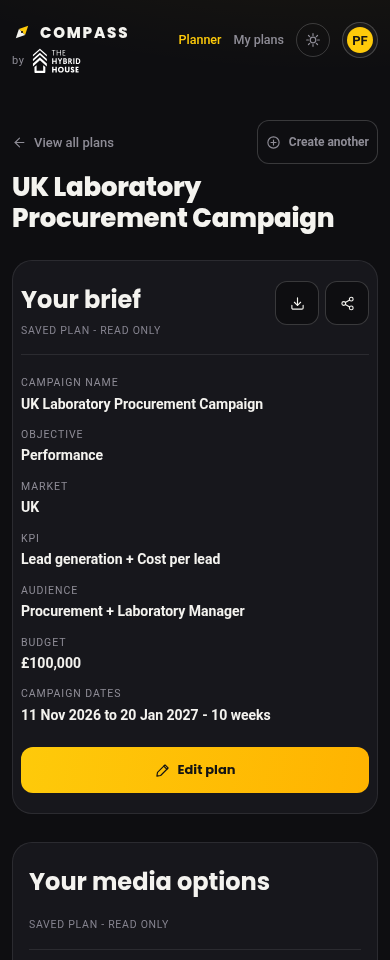 COMPASS
by THE HYBRID HOUSE
Planner
My plans
PF
View all plans
Create another
UK Laboratory
Procurement Campaign
Your brief
SAVED PLAN - READ ONLY
CAMPAIGN NAME
UK Laboratory Procurement Campaign
OBJECTIVE
Performance
MARKET
UK
KPI
Lead generation + Cost per lead
AUDIENCE
Procurement + Laboratory Manager
BUDGET
£100,000
CAMPAIGN DATES
11 Nov 2026 to 20 Jan 2027 - 10 weeks
Edit plan
Your media options
SAVED PLAN - READ ONLY